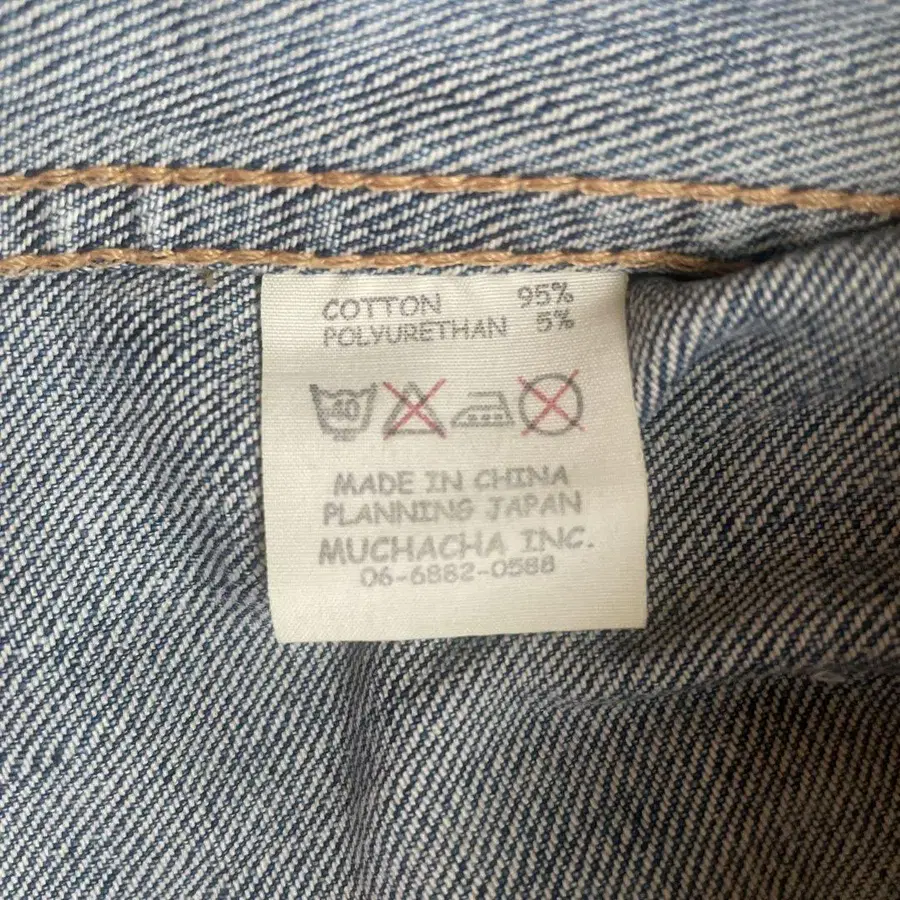 COTTON 95%
POLYURETHAN 5%
40
MADE IN CHINA
PLANNING JAPAN
MUCHACHA INC.
06-6882-0588